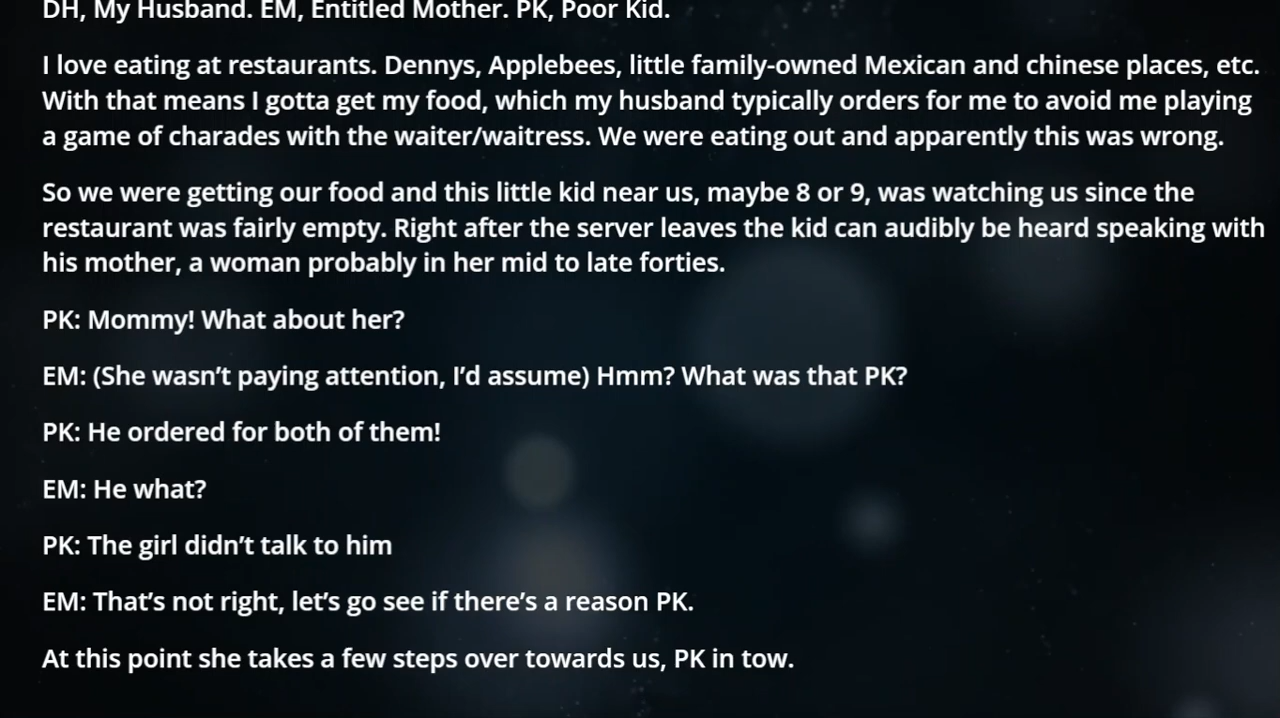 DH, My Husband. EM, Entitled Mother. PK, Poor Kid.
I love eating at restaurants. Dennys, Applebees, little family-owned Mexican and chinese places, etc.
With that means I gotta get my food, which my husband typically orders for me to avoid me playing
a game of charades with the waiter/waitress. We were eating out and apparently this was wrong.
So we were getting our food and this little kid near us, maybe 8 or 9, was watching us since the
restaurant was fairly empty. Right after the server leaves the kid can audibly be heard speaking with
his mother, a woman probably in her mid to late forties.
PK: Mommy! What about her?
EM: (She wasn’t paying attention, I’d assume) Hmm? What was that PK?
PK: He ordered for both of them!
EM: He what?
PK: The girl didn’t talk to him
EM: That’s not right, let’s go see if there’s a reason PK.
At this point she takes a few steps over towards us, PK in tow.